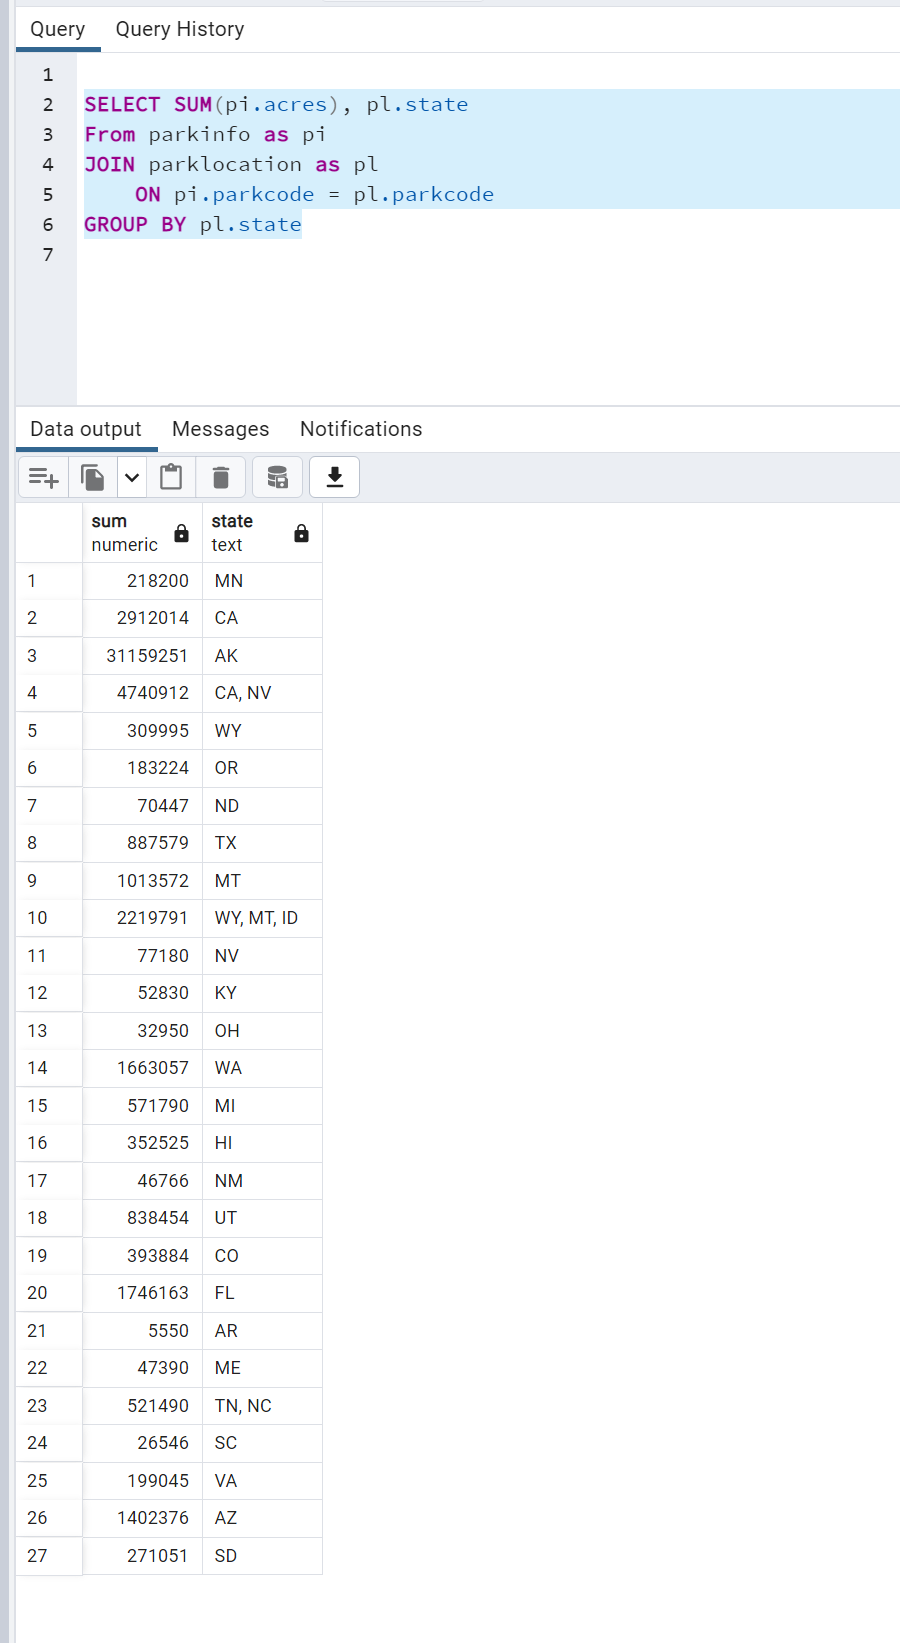 Query Query History
1
2 SELECT SUM(pi.acres), pl.state
3 From parkinfo as pi
4 JOIN parklocation as pl
5 ON pi.parkcode = pl.parkcode
6 GROUP BY pl.state
7
Data output Messages Notifications
sum state
numeric text
1 218200 MN
2 2912014 CA
3 31159251 AK
4 4740912 CA, NV
5 309995 WY
6 183224 OR
7 70447 ND
8 887579 TX
9 1013572 MT
10 2219791 WY, MT, ID
11 77180 NV
12 52830 KY
13 32950 OH
14 1663057 WA
15 571790 MI
16 352525 HI
17 46766 NM
18 838454 UT
19 393884 CO
20 1746163 FL
21 5550 AR
22 47390 ME
23 521490 TN, NC
24 26546 SC
25 199045 VA
26 1402376 AZ
27 271051 SD